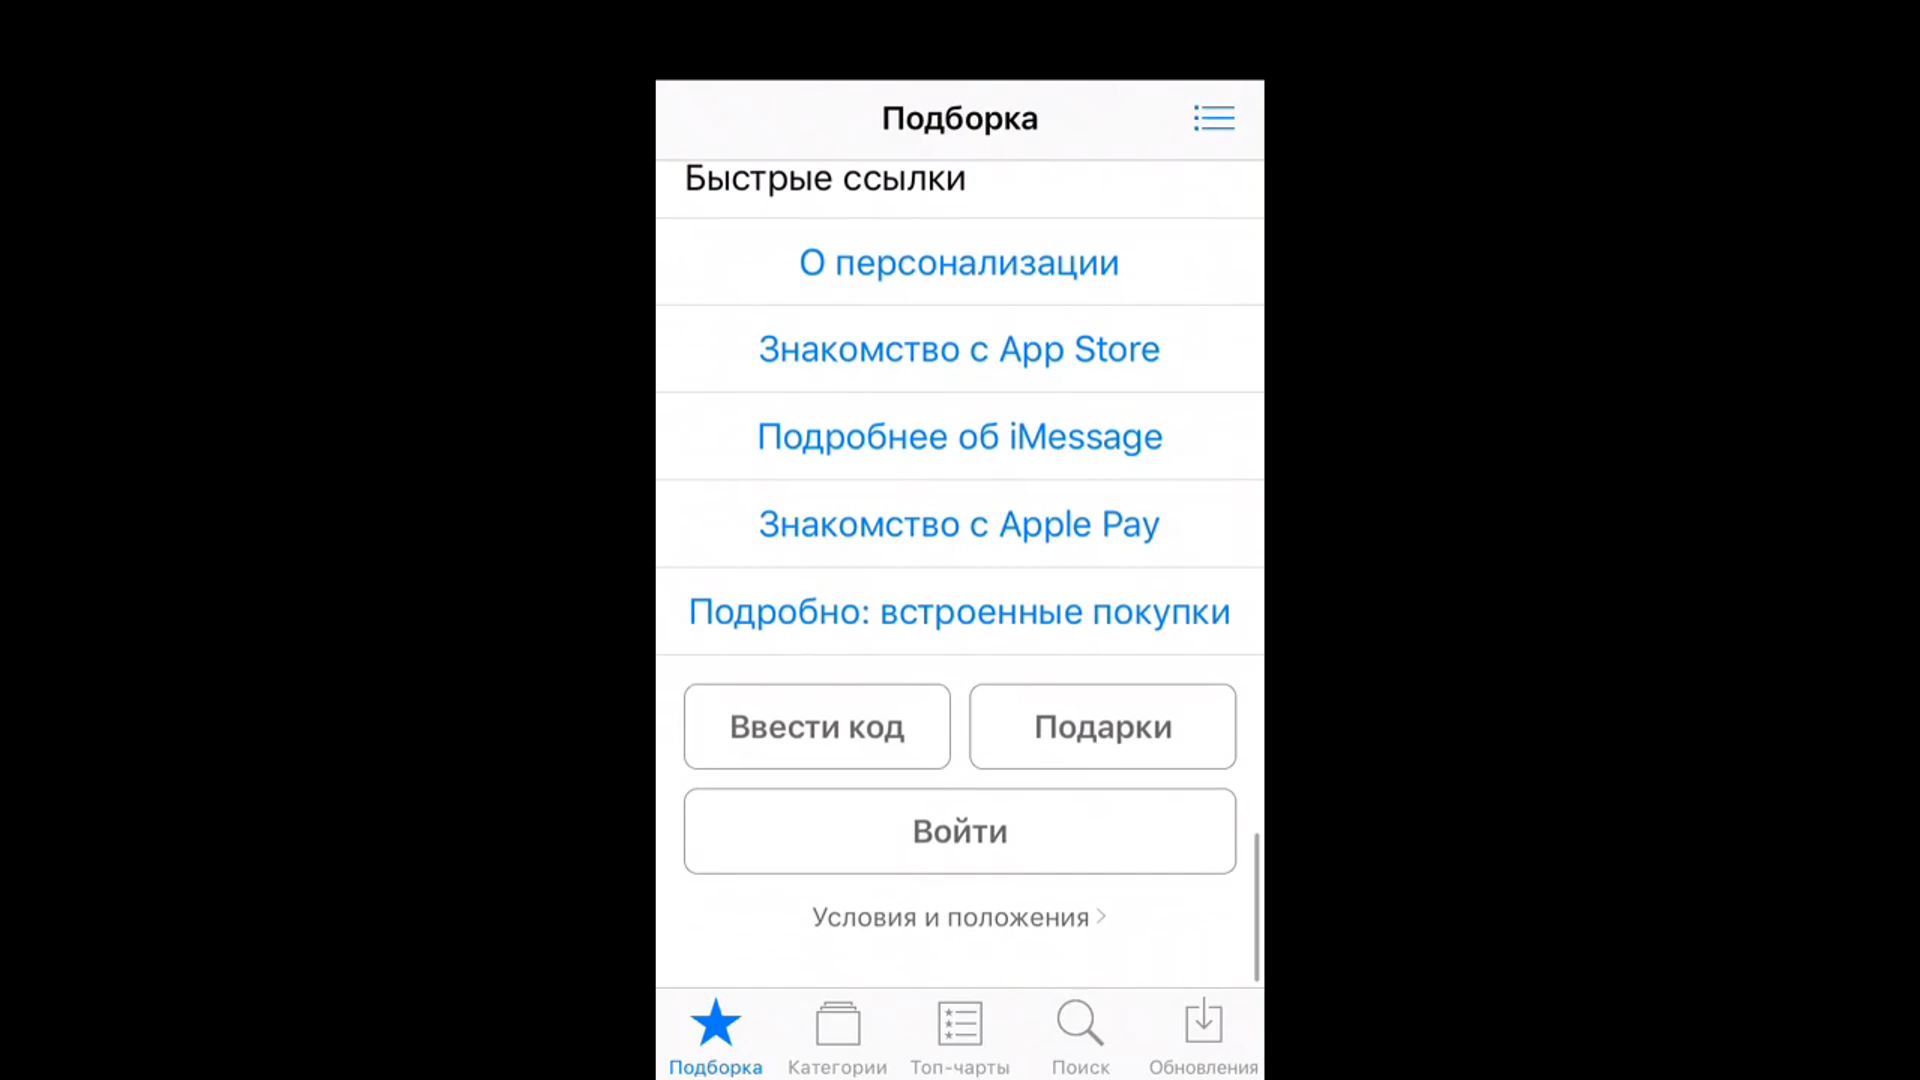 Подборка
Быстрые ссылки
О персонализации
Знакомство с App Store
Подробнее об iMessage
Знакомство с Apple Pay
Подробно: встроенные покупки
Ввести код
Подарки
Войти
Условия и положения
Подборка
Категории
Топ-чарты
Поиск
Обновления